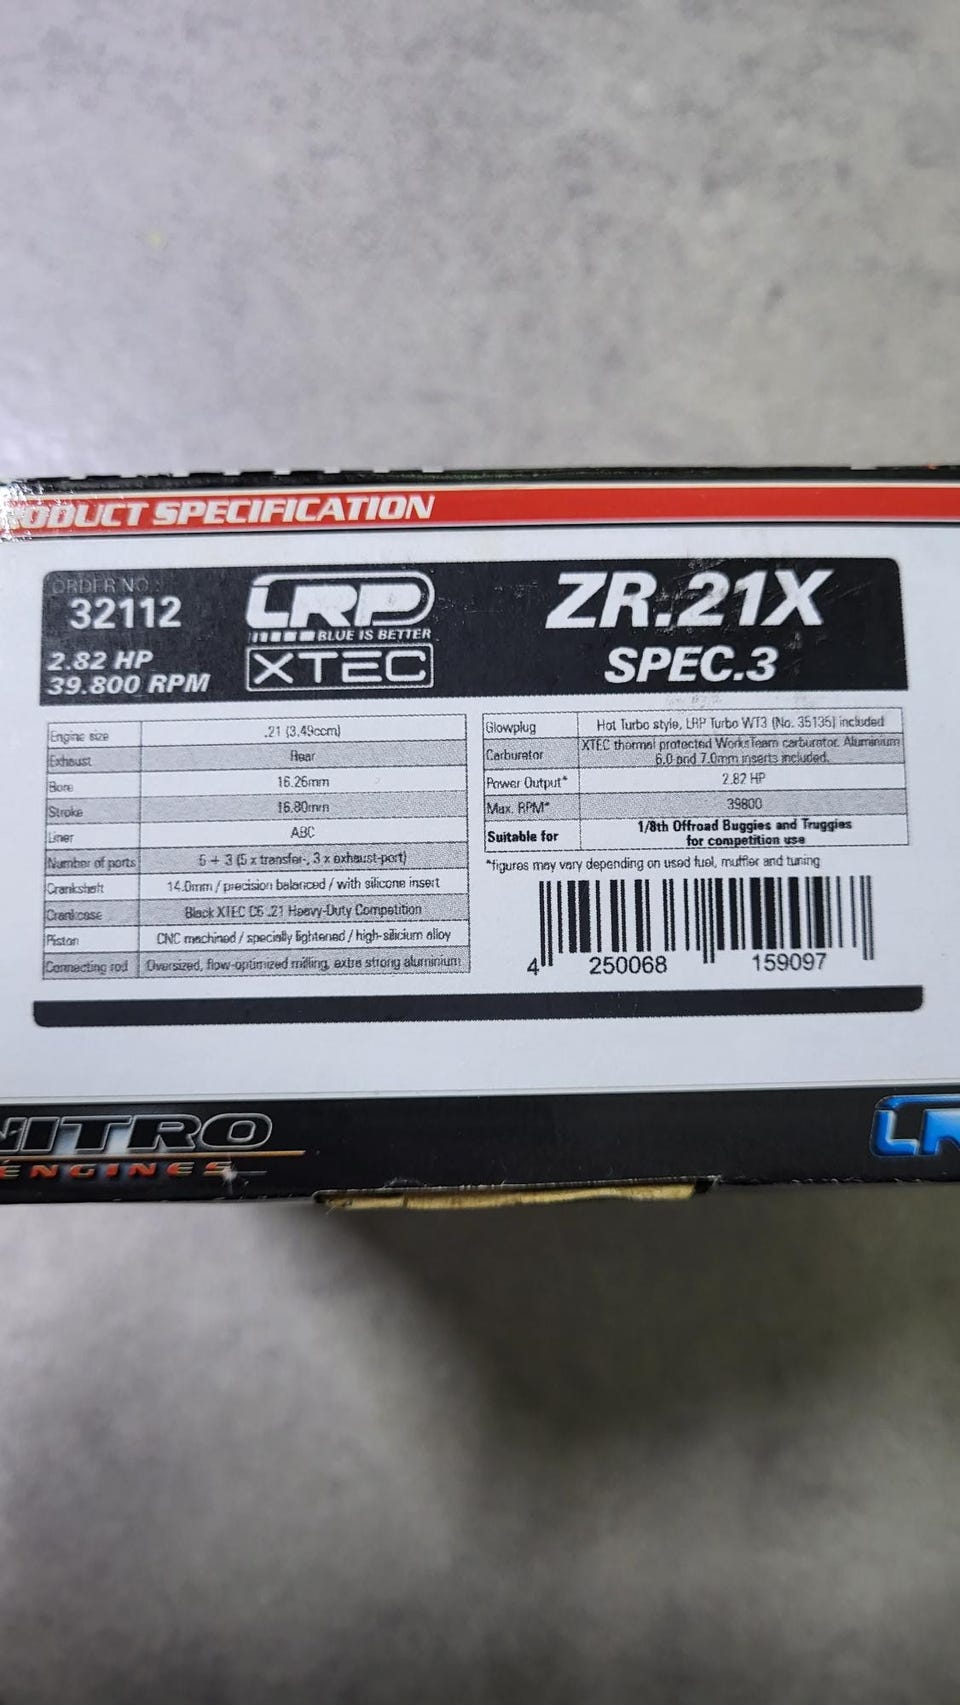 ODUCT SPECIFICATION
ORDER NO.:
32112
2.82 HP
39.800 RPM
LRP
BLUE IS BETTER
XTEC
ZR.21X
SPEC.3
Engine size .21 (3.49ccm)
Exhaust Rear
Bore 16.26mm
Stroke 16.80mm
Liner ABC
Number of ports 5 + 3 (5 x transfer-, 3 x exhaust-port)
Crankshaft 14.0mm / precision balanced / with silicone insert
Crankcase Black XTEC C6 .21 Heavy-Duty Competition
Piston CNC machined / specially lightened / high-silicium alloy
Connecting rod Oversized, flow-optimized milling, extra strong aluminium
Glowplug Hot Turbo style, LRP Turbo WT3 (No. 35135) included
Carburetor XTEC thermal protected WorksTeam carburetor. Aluminium
6.0 and 7.0mm inserts included.
Power Output* 2.82 HP
Max. RPM* 39800
Suitable for 1/8th Offroad Buggies and Truggies
for competition use
*figures may vary depending on used fuel, muffler and tuning
4 250068 159097
NITRO
ENGINES
LR